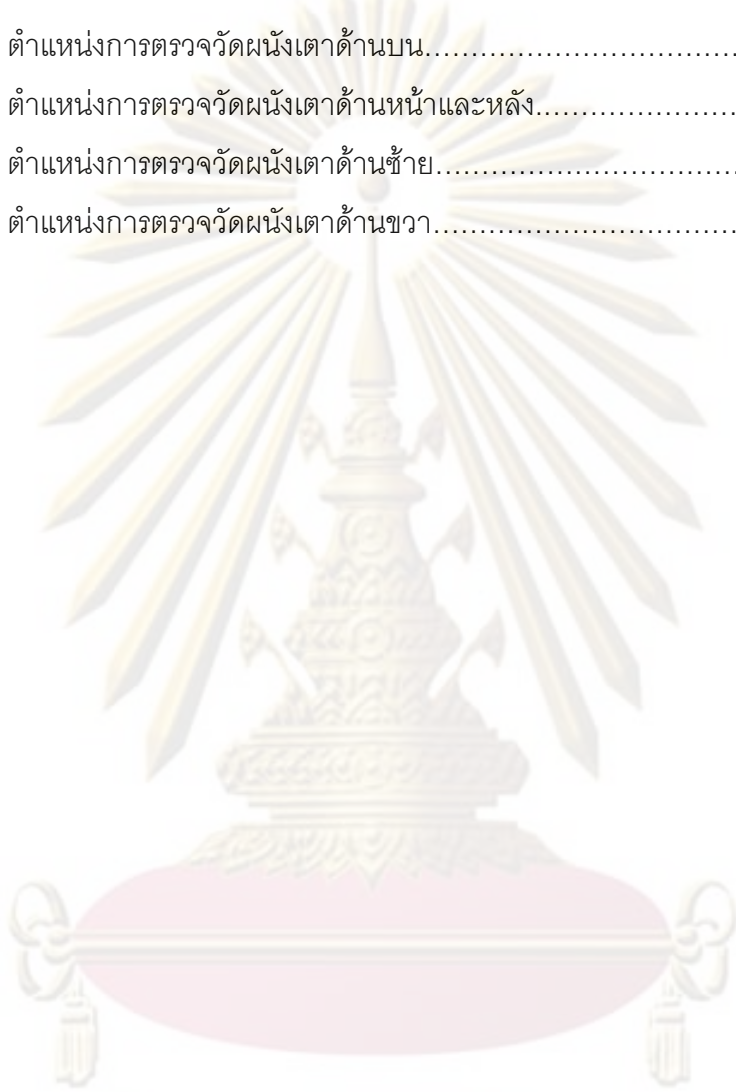 ตำแหน่งการตรวจวัดผนังเตาด้านบน..................................
ตำแหน่งการตรวจวัดผนังเตาด้านหน้าและหลัง......................
ตำแหน่งการตรวจวัดผนังเตาด้านซ้าย.................................
ตำแหน่งการตรวจวัดผนังเตาด้านขวา.................................